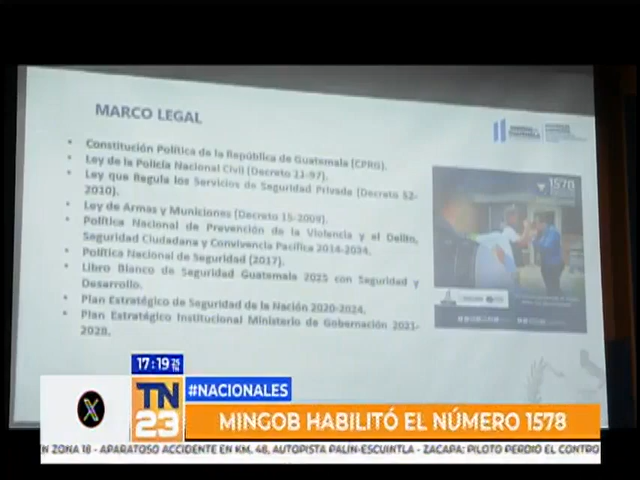 MARCO LEGAL
• Constitución Política de la República de Guatemala (CPRG).
• Ley de la Policía Nacional Civil (Decreto 11-97).
• Ley que Regula los Servicios de Seguridad Privada (Decreto 52-
2010).
• Ley de Armas y Municiones (Decreto 15-2009).
• Política Nacional de Prevención de la Violencia y el Delito,
Seguridad Ciudadana y Convivencia Pacífica 2014-2034.
• Política Nacional de Seguridad (2017).
• Libro Blanco de Seguridad Guatemala 2025 con Seguridad y
Desarrollo.
• Plan Estratégico de Seguridad de la Nación 2020-2024.
• Plan Estratégico Institucional Ministerio de Gobernación 2021-
2028.
1578
17:19
TN
23
#NACIONALES
MINGOB HABILITÓ EL NÚMERO 1578
EN ZONA 18 - APARATOSO ACCIDENTE EN KM. 48, AUTOPISTA PALÍN-ESCUINTLA - ZACAPA: PILOTO PERDIÓ EL CONTRO